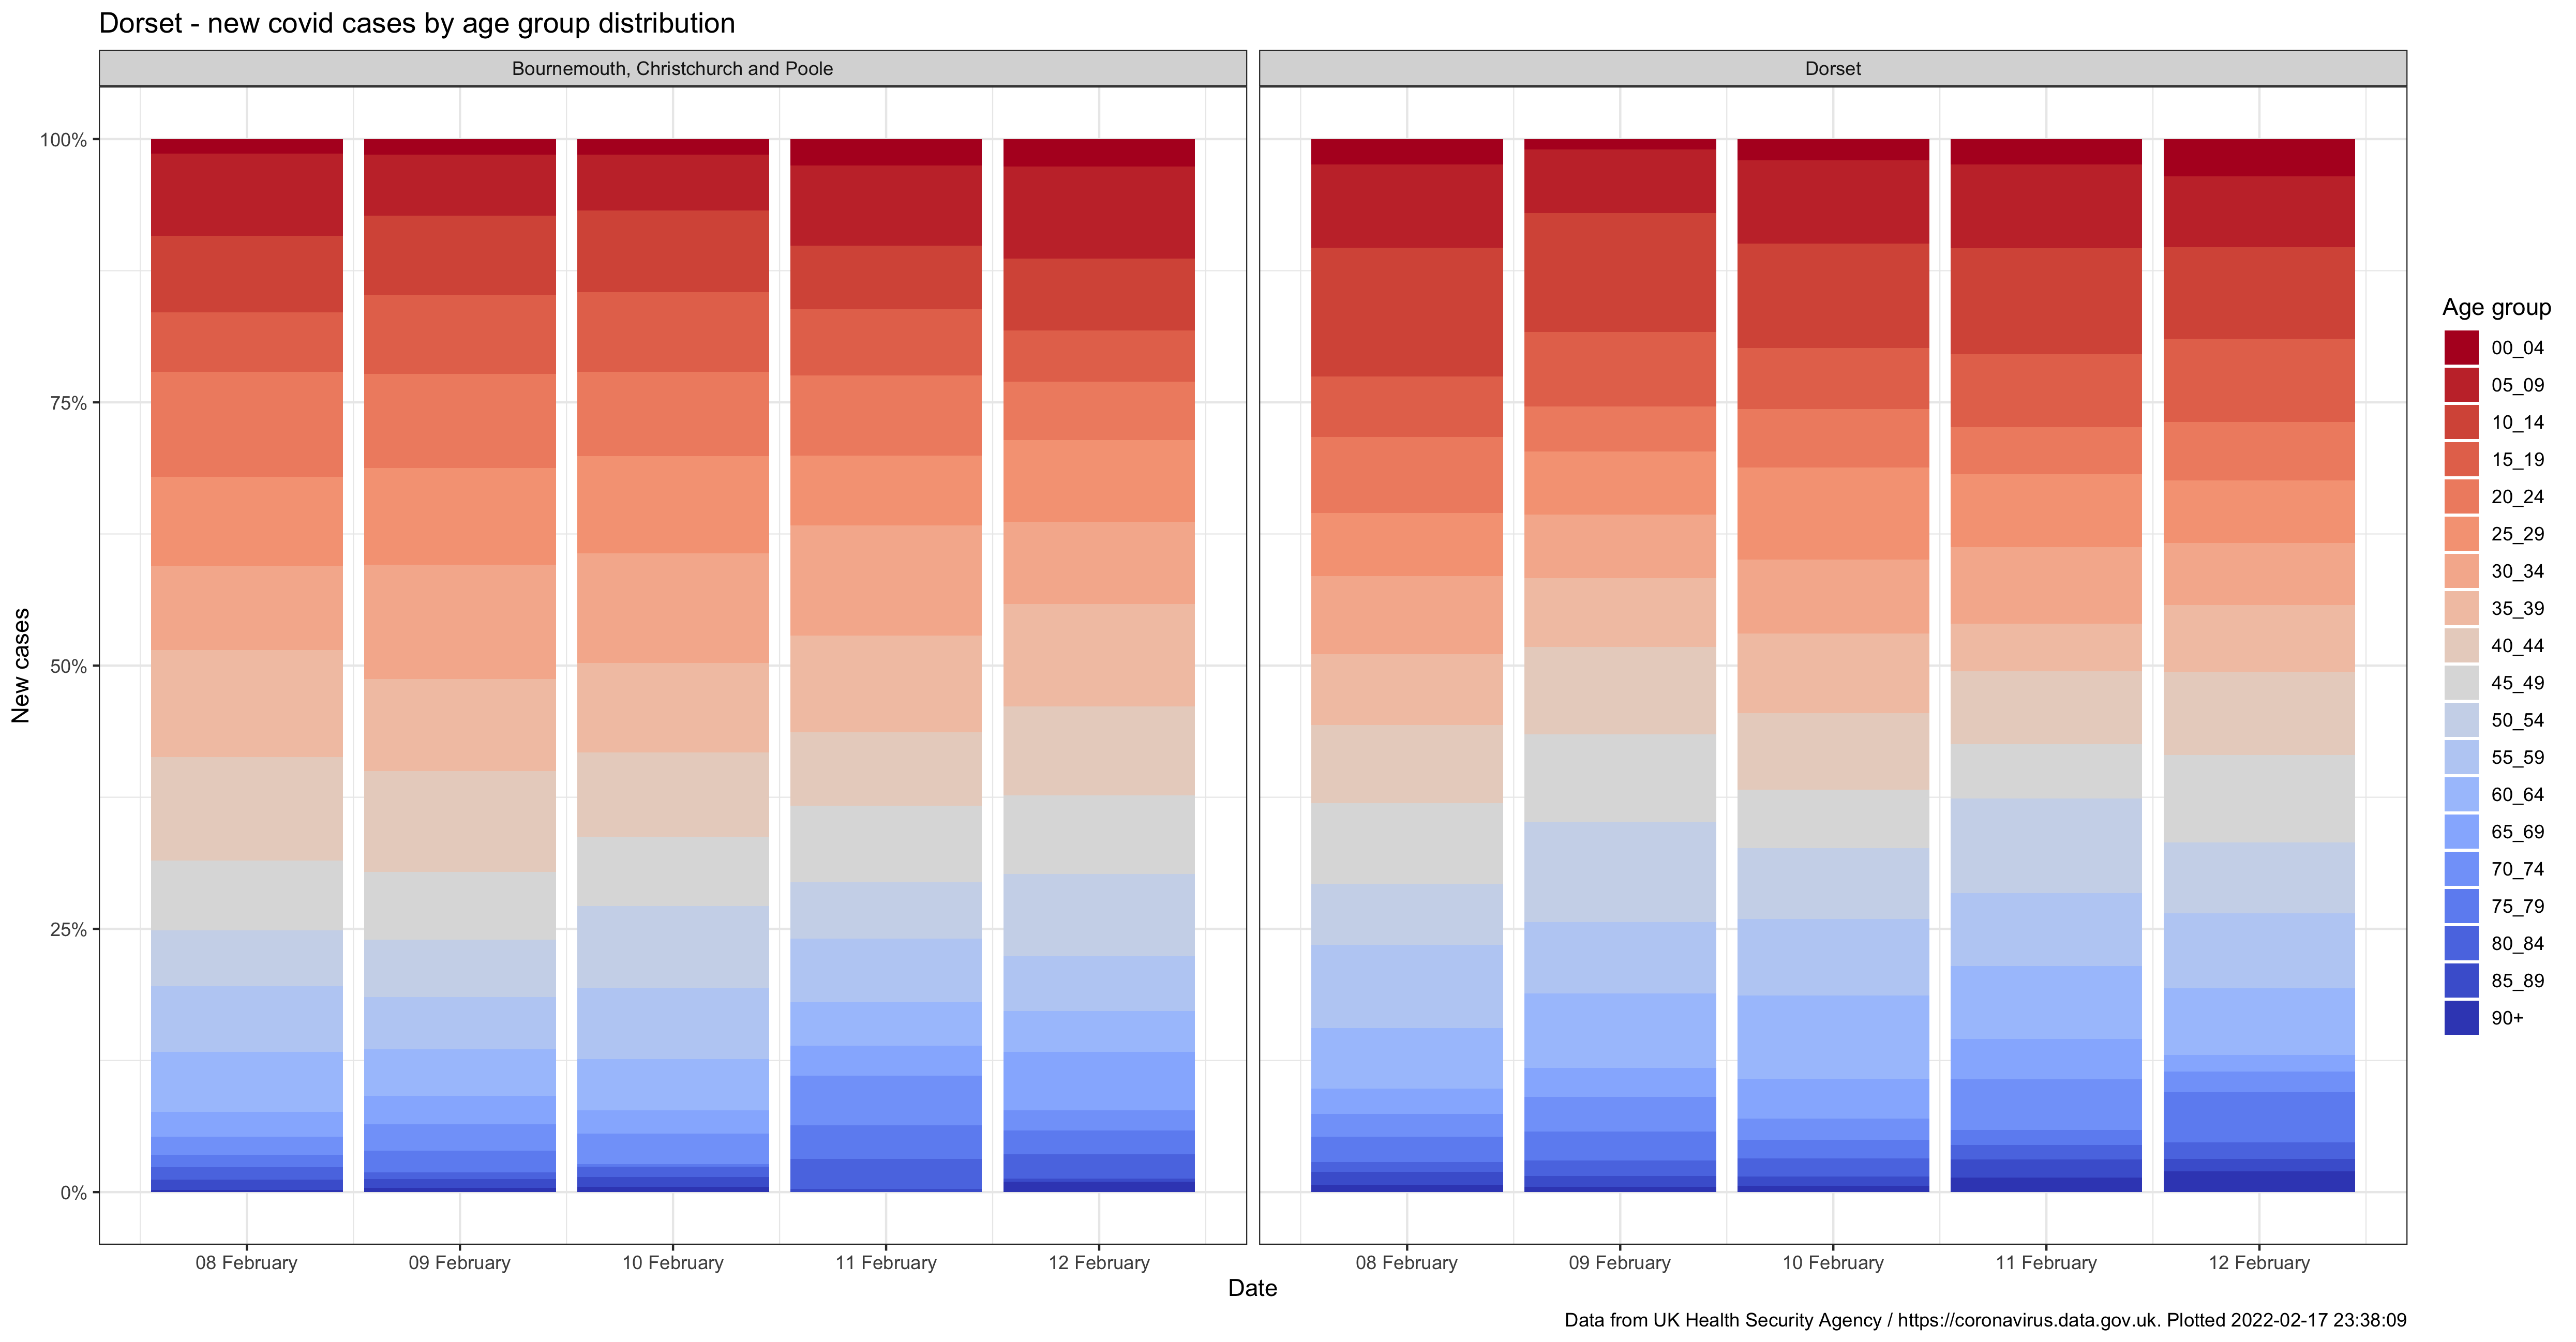 Dorset - new covid cases by age group distribution
Bournemouth, Christchurch and Poole
Dorset
New cases
100%
75%
50%
25%
0%
08 February
09 February
10 February
11 February
12 February
08 February
09 February
10 February
11 February
12 February
Date
Age group
00_04
05_09
10_14
15_19
20_24
25_29
30_34
35_39
40_44
45_49
50_54
55_59
60_64
65_69
70_74
75_79
80_84
85_89
90+
Data from UK Health Security Agency / https://coronavirus.data.gov.uk. Plotted 2022-02-17 23:38:09